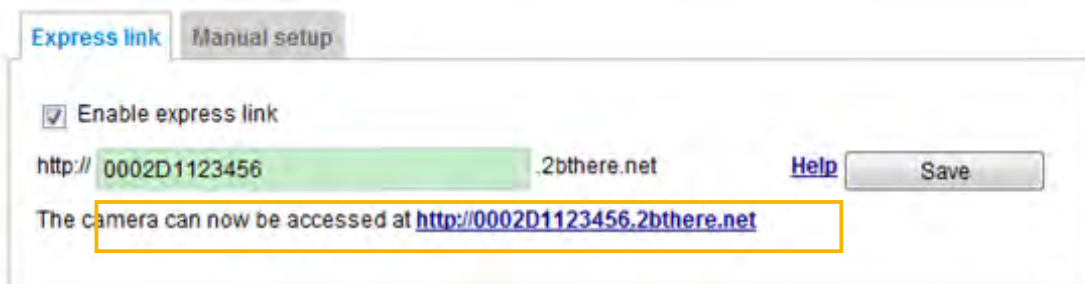 Express link Manual setup
Enable express link
http:// 0002D1123456 .2bthere.net Help Save
The camera can now be accessed at http://0002D1123456.2bthere.net